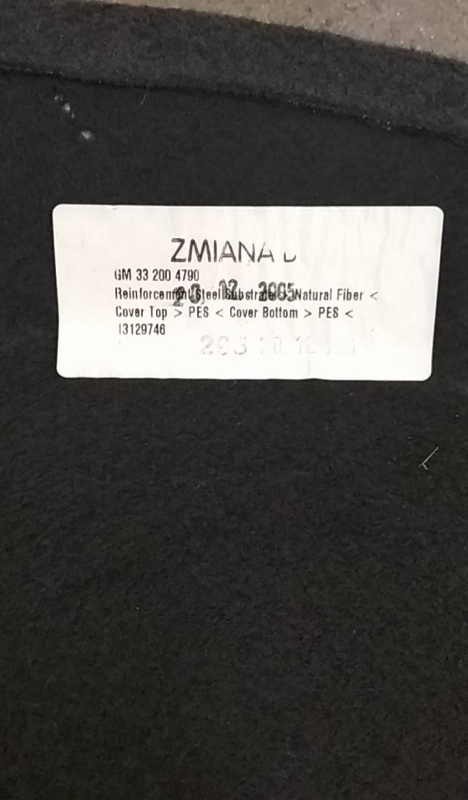 ZMIANA
GM 33 200 4790
Reinforcement Steel Substrate Natural Fiber <
Cover Top > PES < Cover Bottom > PES <
13129746